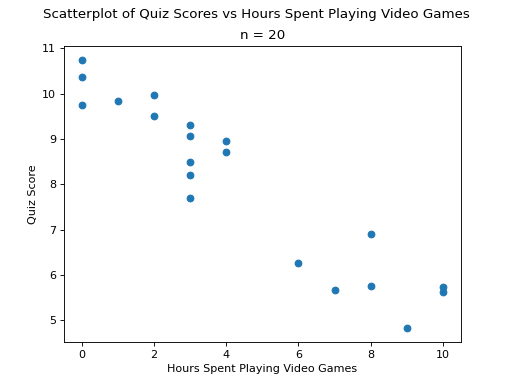 Scatterplot of Quiz Scores vs Hours Spent Playing Video Games
n = 20
11
10
9
8
7
6
5
Quiz Score
0 2 4 6 8 10
Hours Spent Playing Video Games